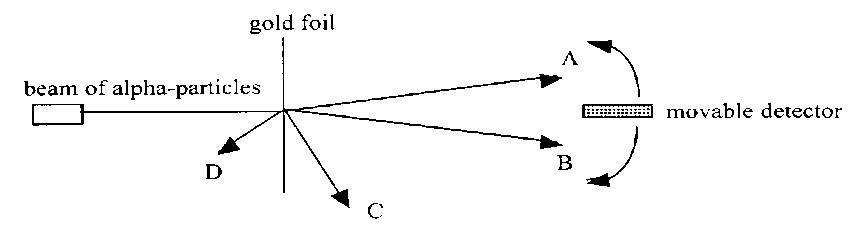 gold foil
A
beam of alpha-particles
movable detector
B
D
C